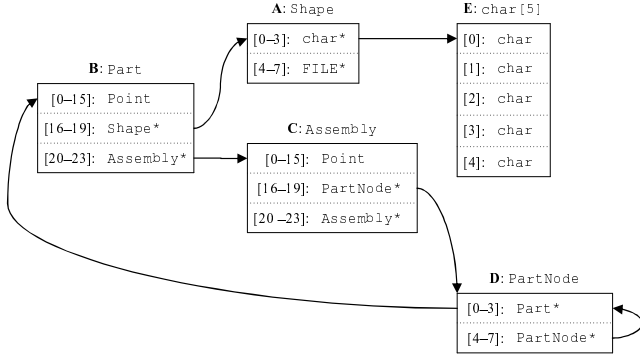 A: Shape
[0–3]: char*
[4–7]: FILE*
E: char[5]
[0]: char
[1]: char
[2]: char
[3]: char
[4]: char
B: Part
[0–15]: Point
[16–19]: Shape*
[20–23]: Assembly*
C: Assembly
[0–15]: Point
[16–19]: PartNode*
[20–23]: Assembly*
D: PartNode
[0–3]: Part*
[4–7]: PartNode*